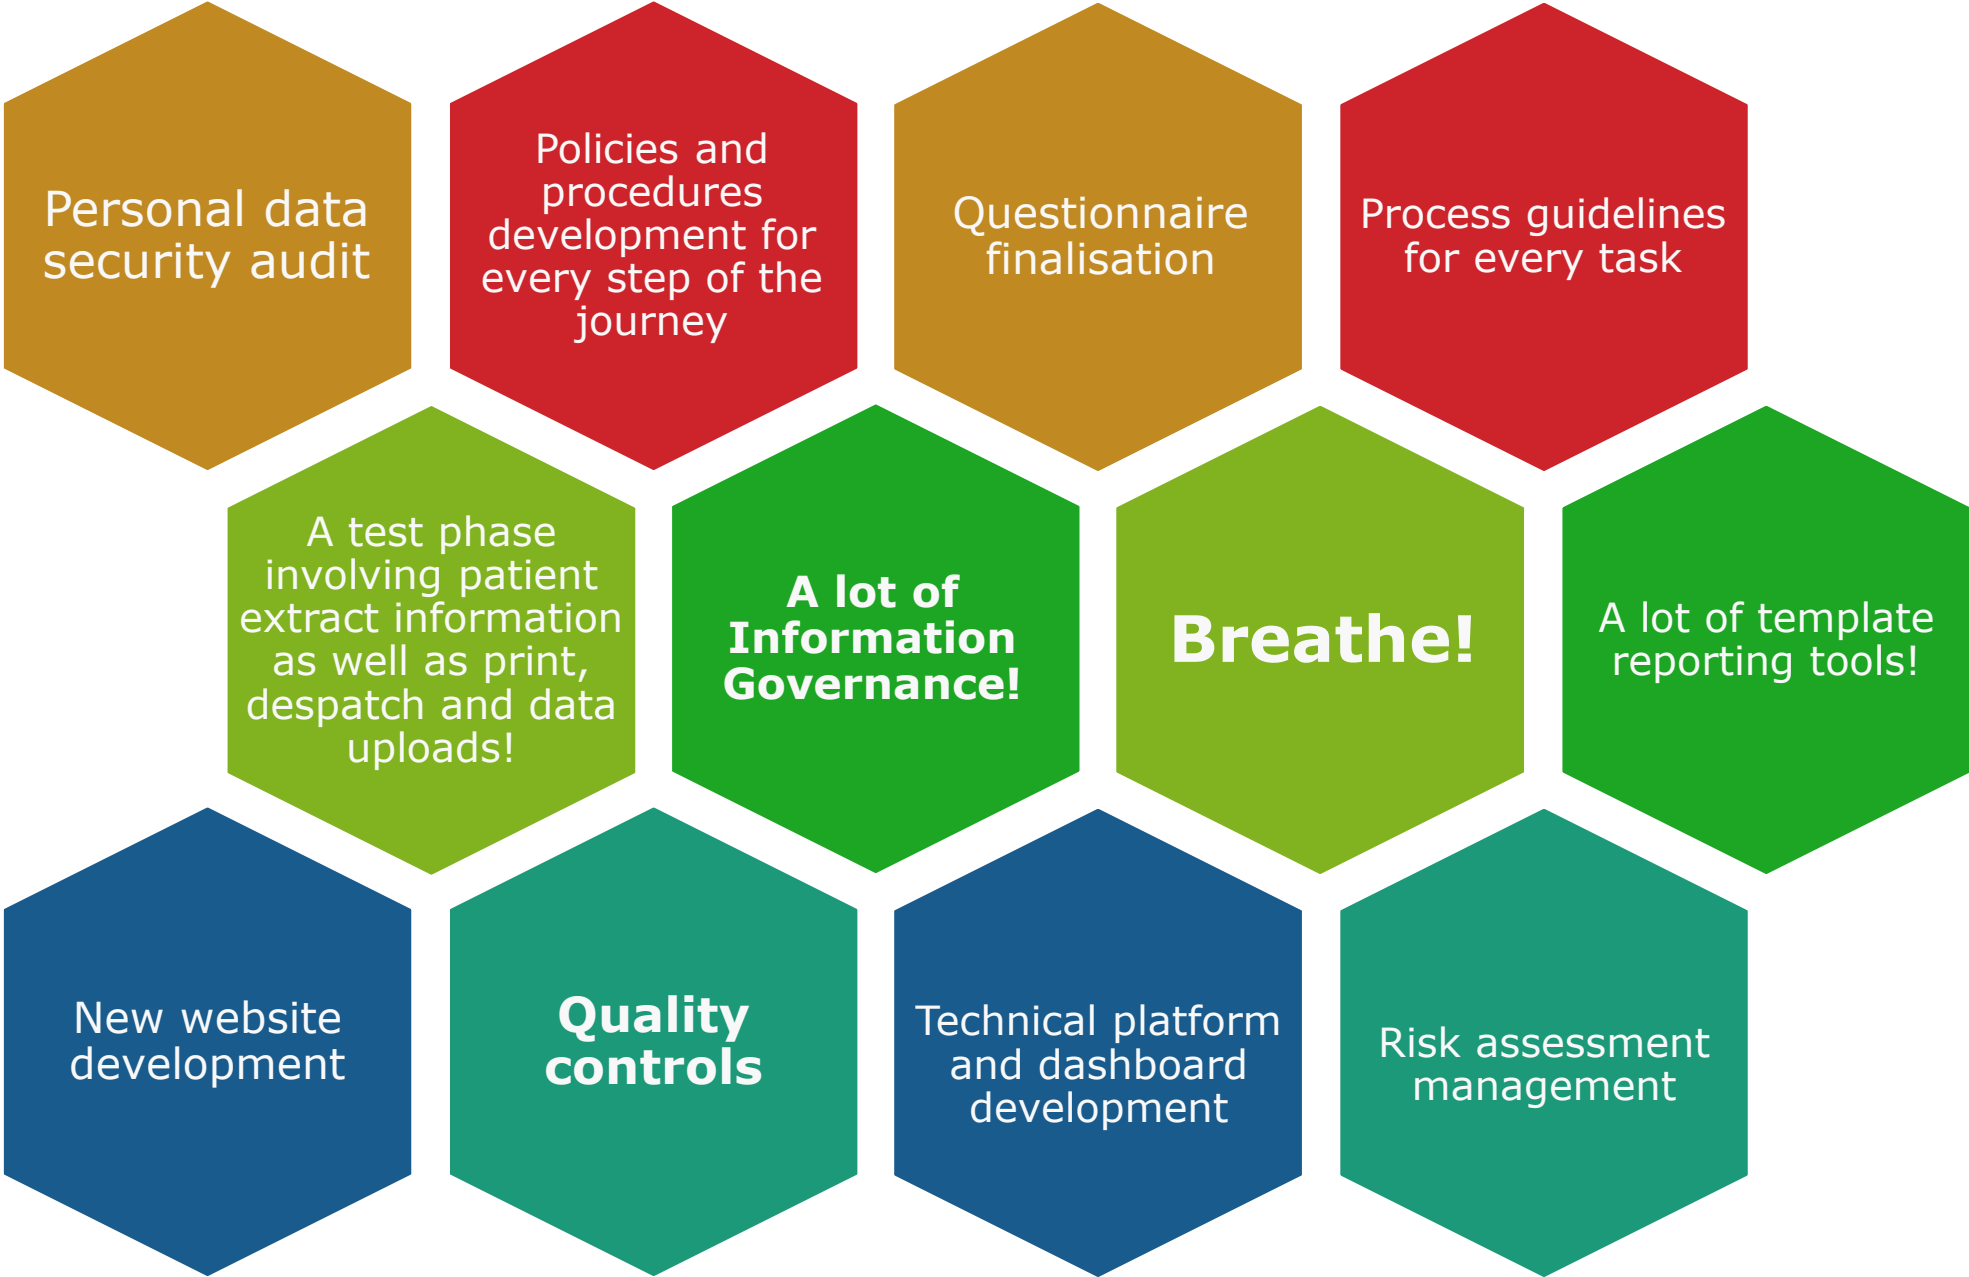 Personal data
security audit
Policies and
procedures
development for
every step of the
journey
Questionnaire
finalisation
Process guidelines
for every task
A test phase
involving patient
extract information
as well as print,
despatch and data
uploads!
A lot of
Information
Governance!
Breathe!
A lot of template
reporting tools!
New website
development
Quality
controls
Technical platform
and dashboard
development
Risk assessment
management